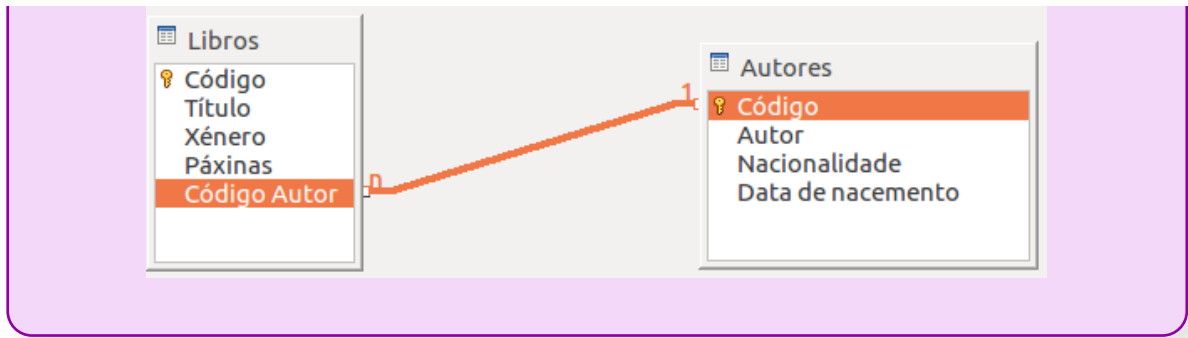 Libros
Código
Título
Xénero
Páxinas
Código Autor
n
1
Autores
Código
Autor
Nacionalidade
Data de nacemento